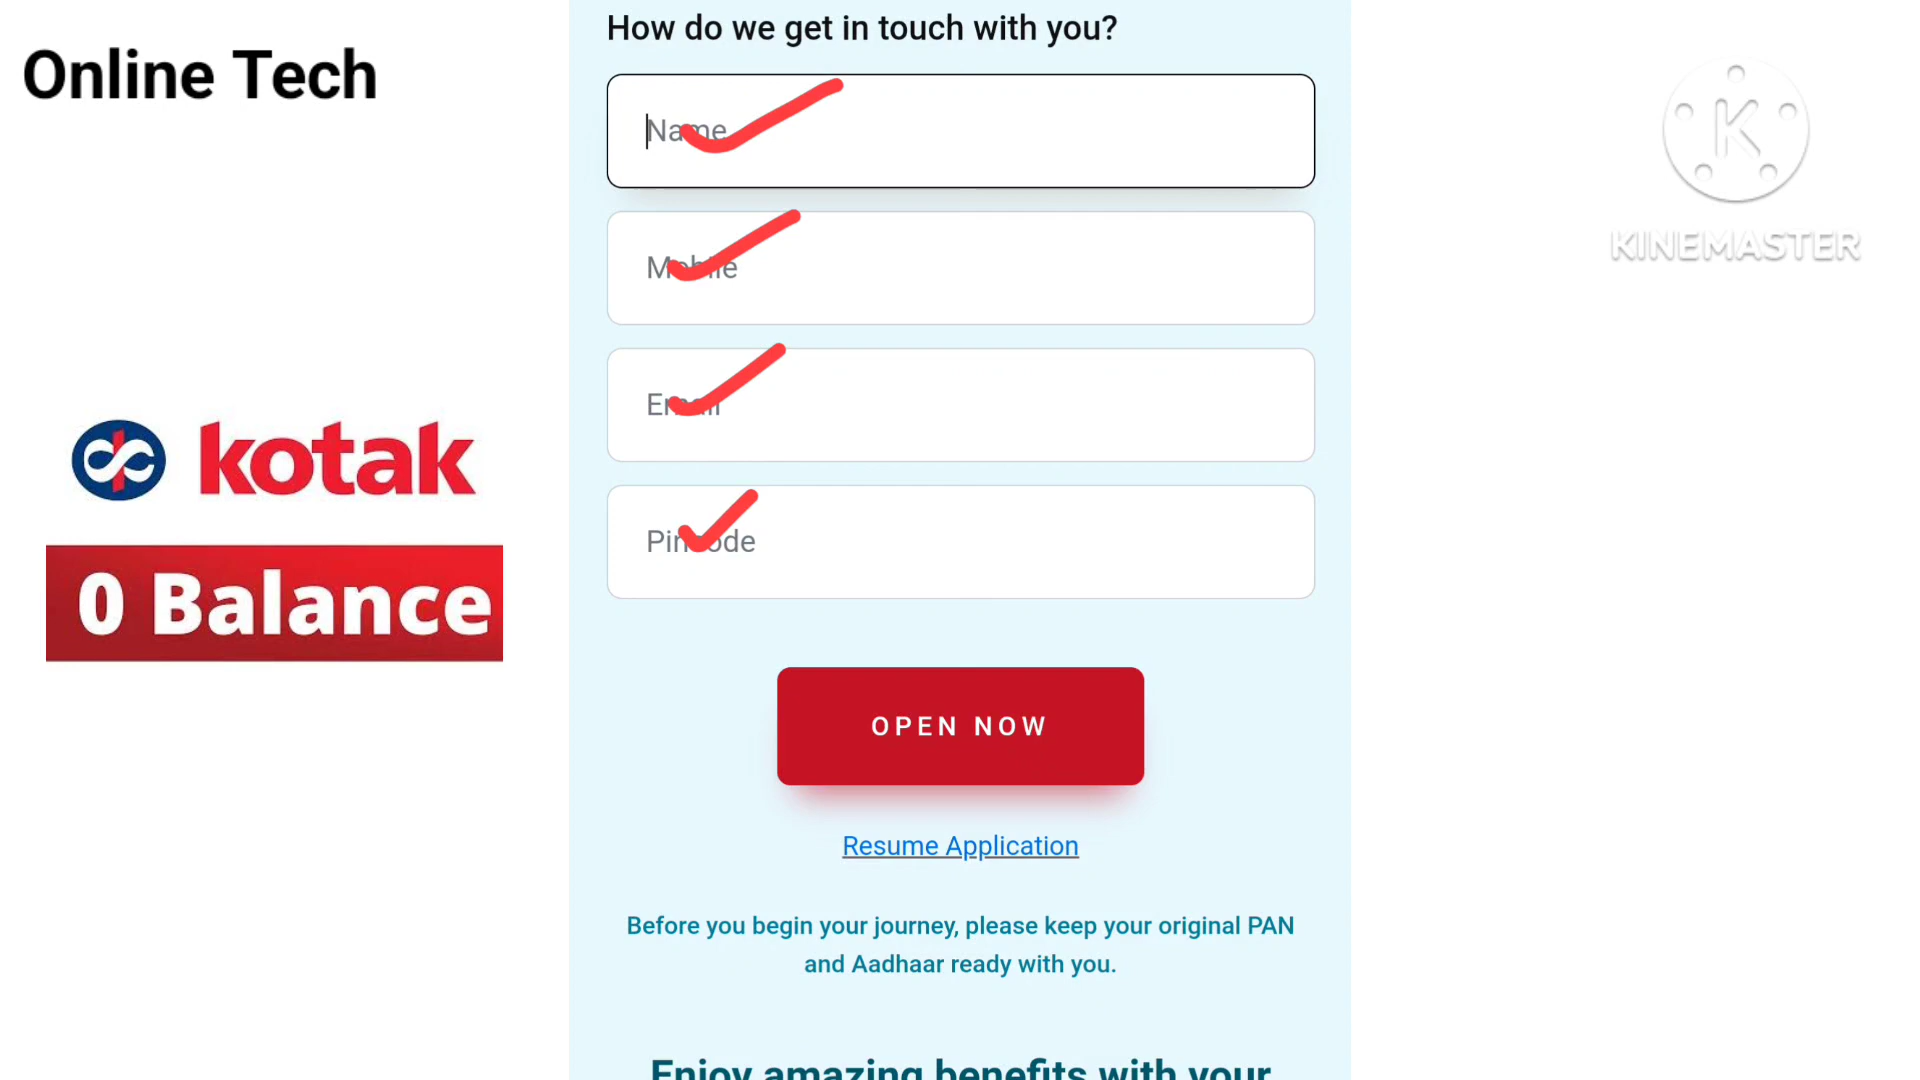 Online Tech
kotak
0 Balance
How do we get in touch with you?
Name
Mobile
Email
Pincode
OPEN NOW
Resume Application
Before you begin your journey, please keep your original PAN
and Aadhaar ready with you.
Enjoy amazing benefits with your
K
KINEMASTER